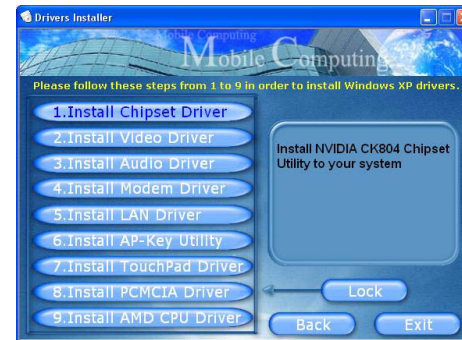 Drivers Installer
Mobile Computing
Mobile Computing
Please follow these steps from 1 to 9 in order to install Windows XP drivers.
1.Install Chipset Driver
2.Install Video Driver
3.Install Audio Driver
4.Install Modem Driver
5.Install LAN Driver
6.Install AP-Key Utility
7.Install TouchPad Driver
8.Install PCMCIA Driver
9.Install AMD CPU Driver
Install NVIDIA CK804 Chipset
Utility to your system
Lock
Back
Exit